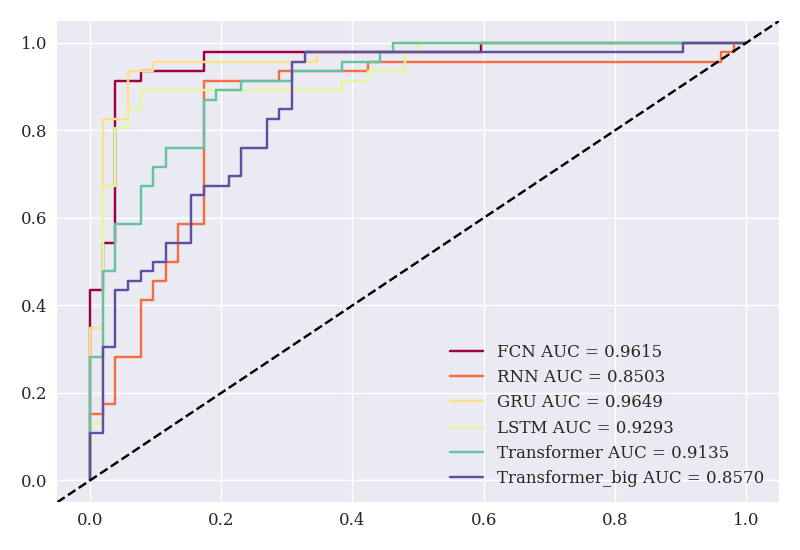 1.0
0.8
0.6
0.4
0.2
0.0
FCN AUC = 0.9615
RNN AUC = 0.8503
GRU AUC = 0.9649
LSTM AUC = 0.9293
Transformer AUC = 0.9135
Transformer_big AUC = 0.8570
0.0 0.2 0.4 0.6 0.8 1.0